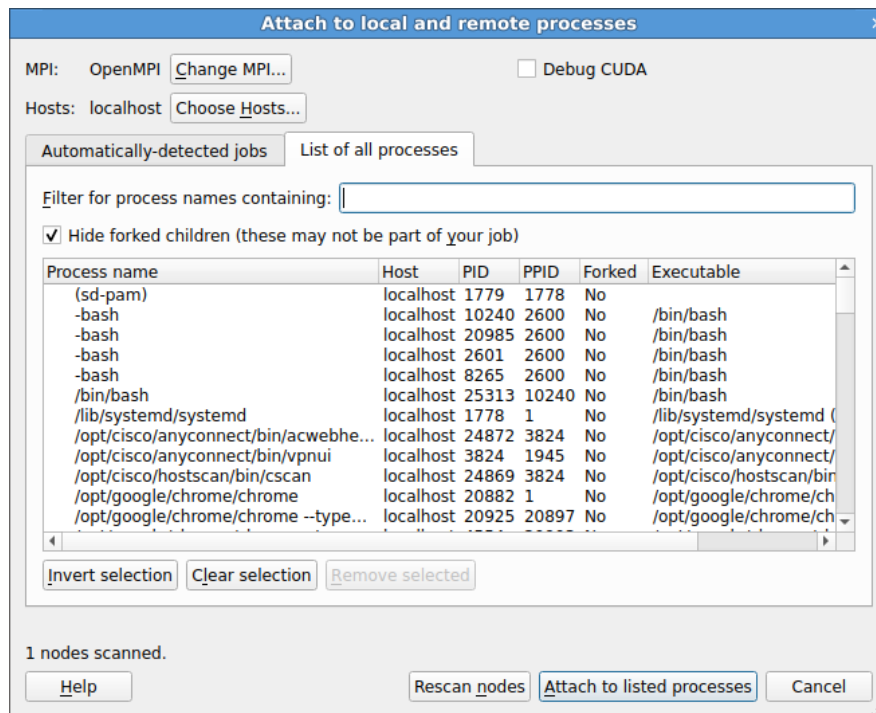 Attach to local and remote processes
MPI: OpenMPI Change MPI... Debug CUDA
Hosts: localhost Choose Hosts...
Automatically-detected jobs List of all processes
Filter for process names containing:
Hide forked children (these may not be part of your job)
Process name Host PID PPID Forked Executable
(sd-pam) localhost 1779 1778 No
-bash localhost 10240 2600 No /bin/bash
-bash localhost 20985 2600 No /bin/bash
-bash localhost 2601 2600 No /bin/bash
-bash localhost 8265 2600 No /bin/bash
/bin/bash localhost 25313 10240 No /bin/bash
/lib/systemd/systemd localhost 1778 1 No /lib/systemd/systemd (
/opt/cisco/anyconnect/bin/acwebhe... localhost 24872 3824 No /opt/cisco/anyconnect/
/opt/cisco/anyconnect/bin/vpnui localhost 3824 1945 No /opt/cisco/anyconnect/
/opt/cisco/hostscan/bin/cscan localhost 24869 3824 No /opt/cisco/hostscan/bin
/opt/google/chrome/chrome localhost 20882 1 No /opt/google/chrome/ch
/opt/google/chrome/chrome --type... localhost 20925 20897 No /opt/google/chrome/ch
Invert selection Clear selection Remove selected
1 nodes scanned.
Help Rescan nodes Attach to listed processes Cancel